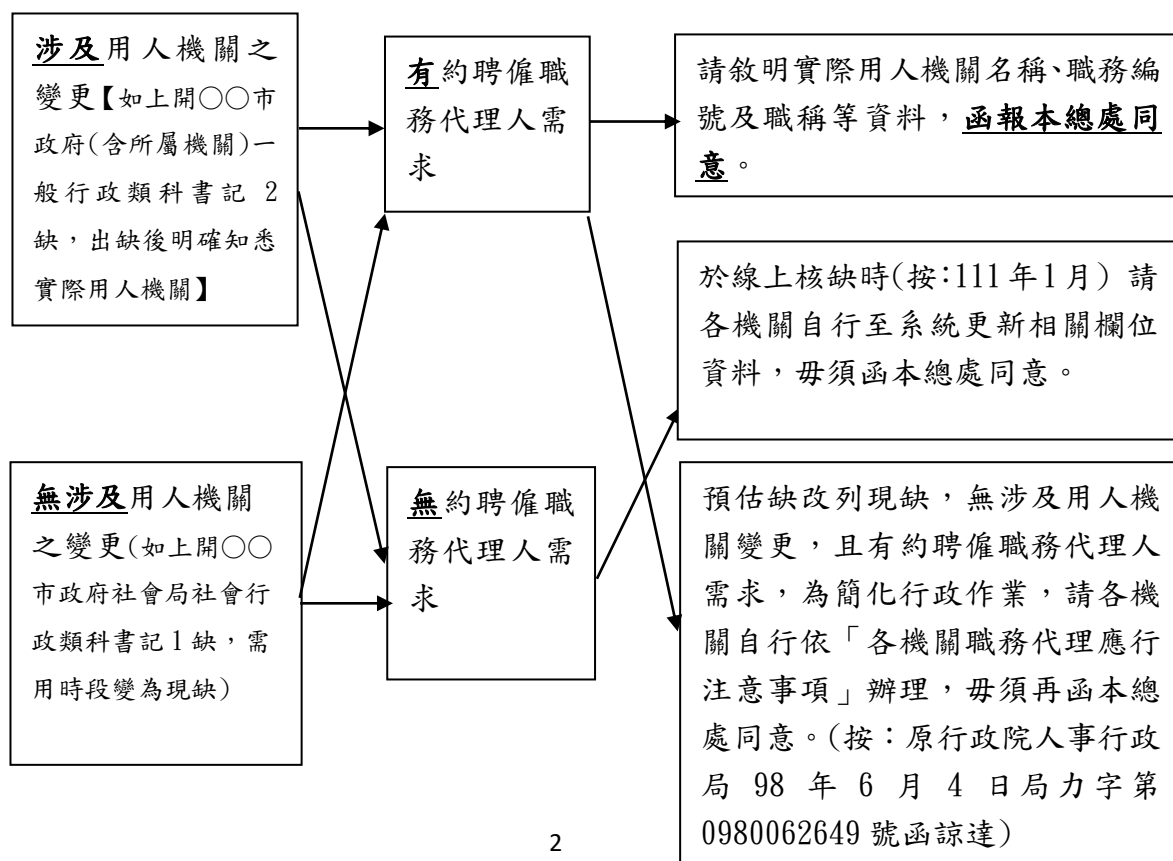 涉及用人機關之
變更【如上開○○市
政府(含所屬機關)一
般行政類科書記 2
缺，出缺後明確知悉
實際用人機關】
有約聘僱職
務代理人需
求
請敘明實際用人機關名稱、職務編
號及職稱等資料，函報本總處同
意。
於線上核缺時(按：111年1月) 請
各機關自行至系統更新相關欄位
資料，毋須函本總處同意。
無涉及用人機關
之變更(如上開○○
市政府社會局社會行
政類科書記1缺，需
用時段變為現缺)
無約聘僱職
務代理人需
求
預估缺改列現缺，無涉及用人機
關變更，且有約聘僱職務代理人
需求，為簡化行政作業，請各機
關自行依「各機關職務代理應行
注意事項」辦理，毋須再函本總
處同意。(按：原行政院人事行政
局 98 年 6 月 4 日局力字第
0980062649 號函諒達)
2